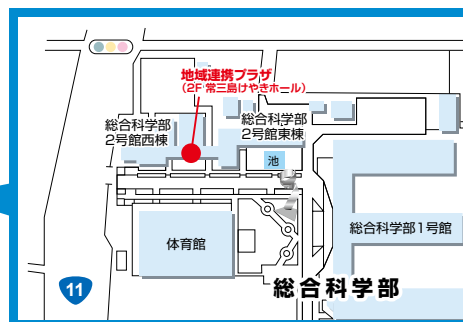 地域連携プラザ
(2F 常三島けやきホール)
総合科学部
2号館西棟
総合科学部
2号館東棟
池
体育館
総合科学部1号館
総合科学部
11